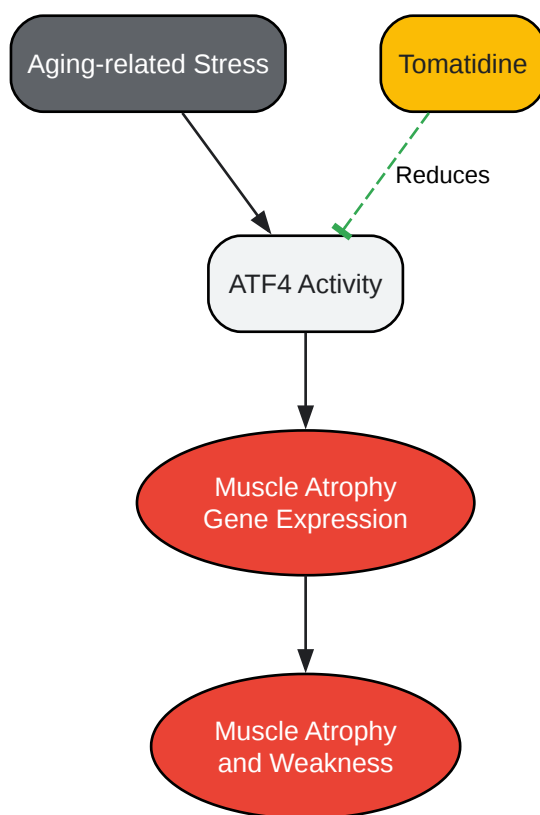 Aging-related Stress
Tomatidine
Reduces
ATF4 Activity
Muscle Atrophy
Gene Expression
Muscle Atrophy
and Weakness